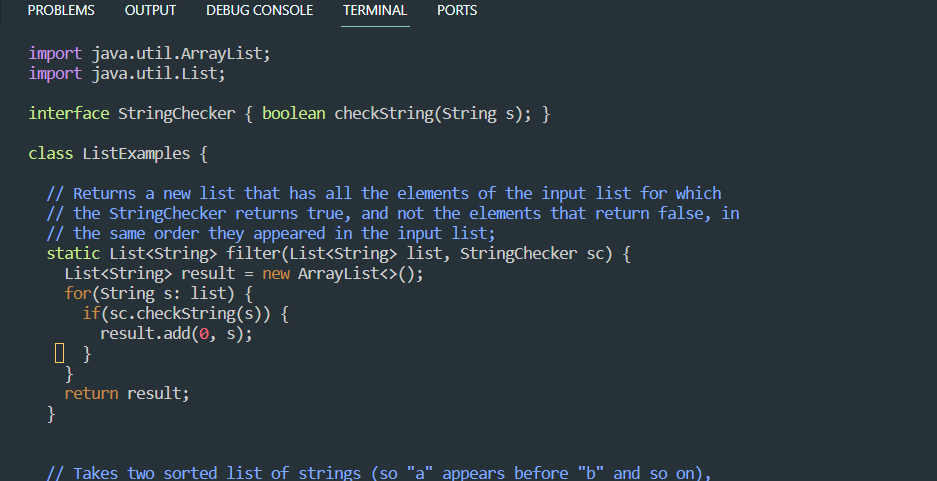 PROBLEMS OUTPUT DEBUG CONSOLE TERMINAL PORTS
import java.util.ArrayList;
import java.util.List;
interface StringChecker { boolean checkString(String s); }
class ListExamples {
// Returns a new list that has all the elements of the input list for which
// the StringChecker returns true, and not the elements that return false, in
// the same order they appeared in the input list;
static List<String> filter(List<String> list, StringChecker sc) {
List<String> result = new ArrayList<>();
for(String s: list) {
if(sc.checkString(s)) {
result.add(0, s);
}
}
return result;
}
// Takes two sorted list of strings (so "a" appears before "b" and so on),